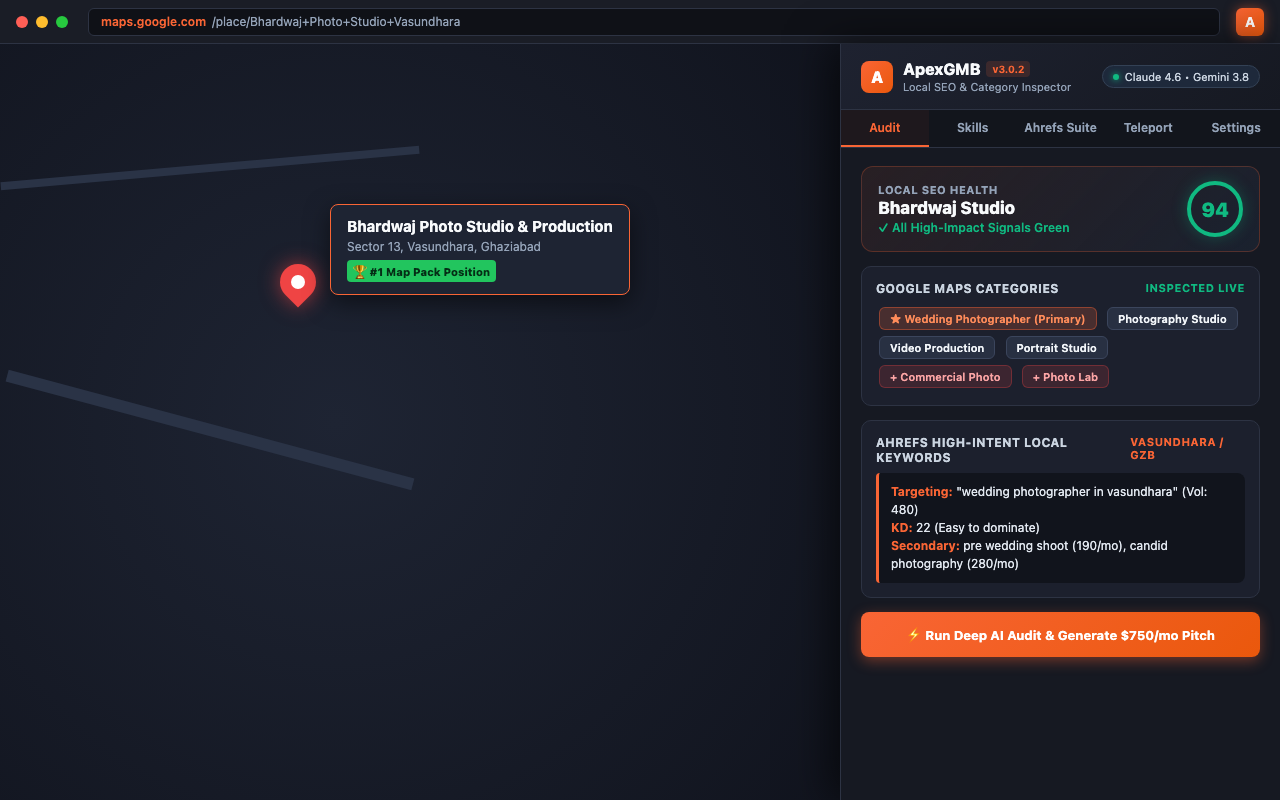 maps.google.com /place/Bhardwaj+Photo+Studio+Vasundhara
A
Bhardwaj Photo Studio & Production
Sector 13, Vasundhara, Ghaziabad
🏆 #1 Map Pack Position
A
ApexGMB v3.0.2
Local SEO & Category Inspector
Claude 4.6 • Gemini 3.8
Audit Skills Ahrefs Suite Teleport Settings
LOCAL SEO HEALTH
Bhardwaj Studio
✓ All High-Impact Signals Green
94
GOOGLE MAPS CATEGORIES INSPECTED LIVE
★ Wedding Photographer (Primary) Photography Studio
Video Production Portrait Studio
+ Commercial Photo + Photo Lab
AHREFS HIGH-INTENT LOCAL
KEYWORDS
VASUNDHARA /
GZB
Targeting: "wedding photographer in vasundhara" (Vol:
480)
KD: 22 (Easy to dominate)
Secondary: pre wedding shoot (190/mo), candid
photography (280/mo)
⚡ Run Deep AI Audit & Generate $750/mo Pitch